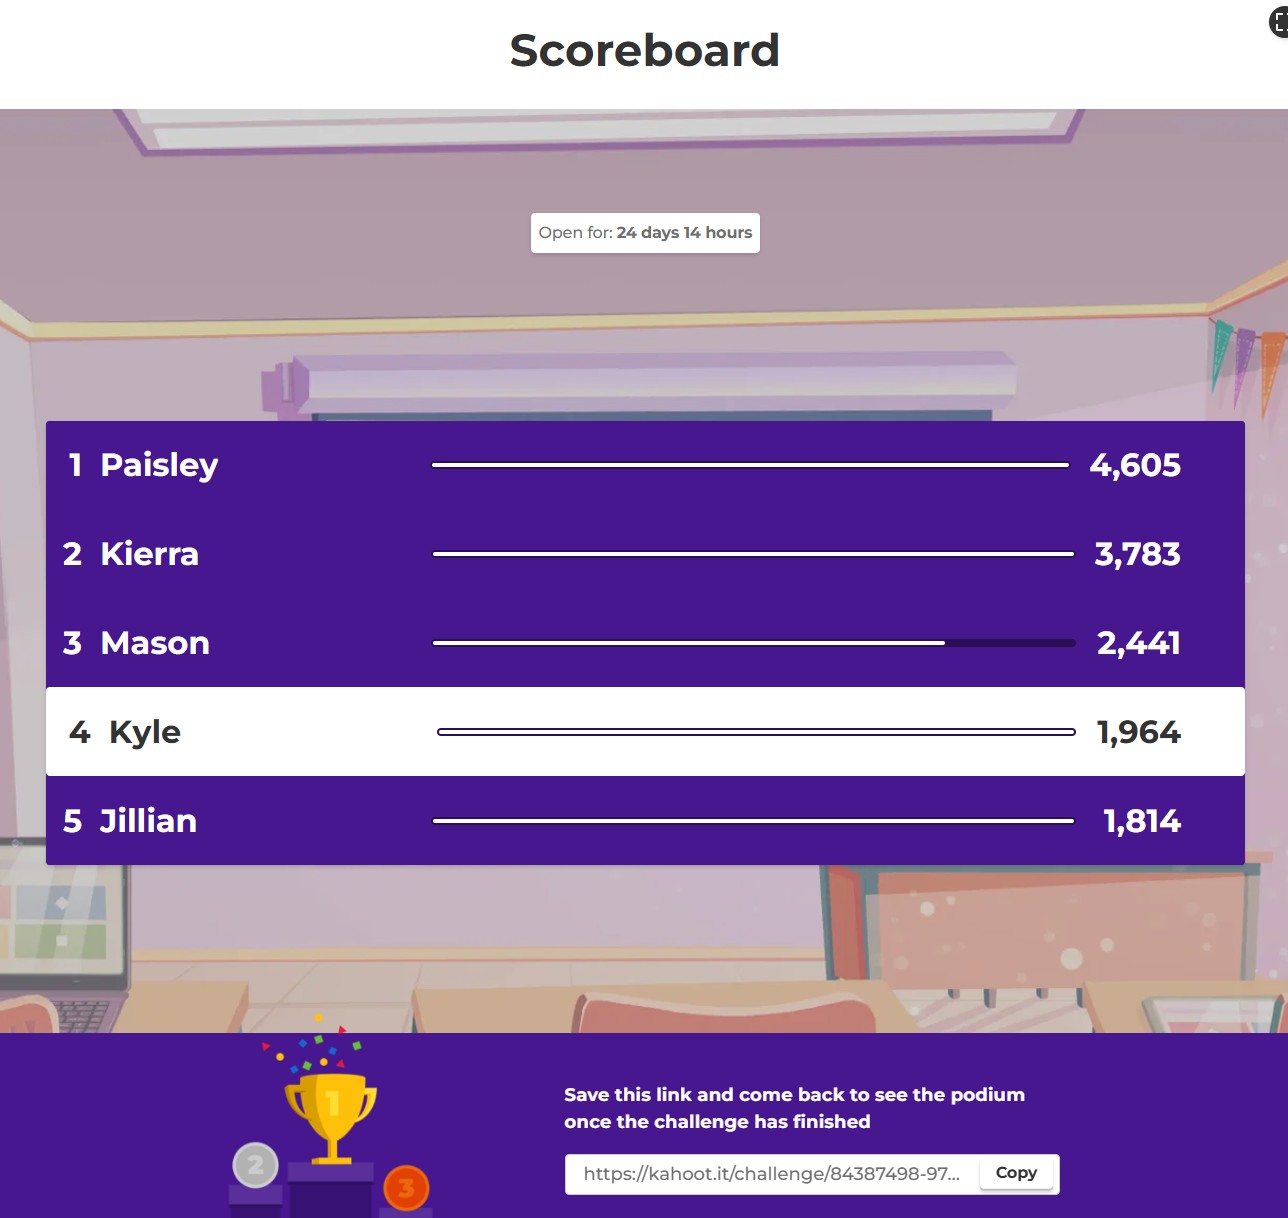 Scoreboard
Open for: 24 days 14 hours
1 Paisley 4,605
2 Kierra 3,783
3 Mason 2,441
4 Kyle 1,964
5 Jillian 1,814
1
2
3
Save this link and come back to see the podium
once the challenge has finished
https://kahoot.it/challenge/84387498-97... Copy